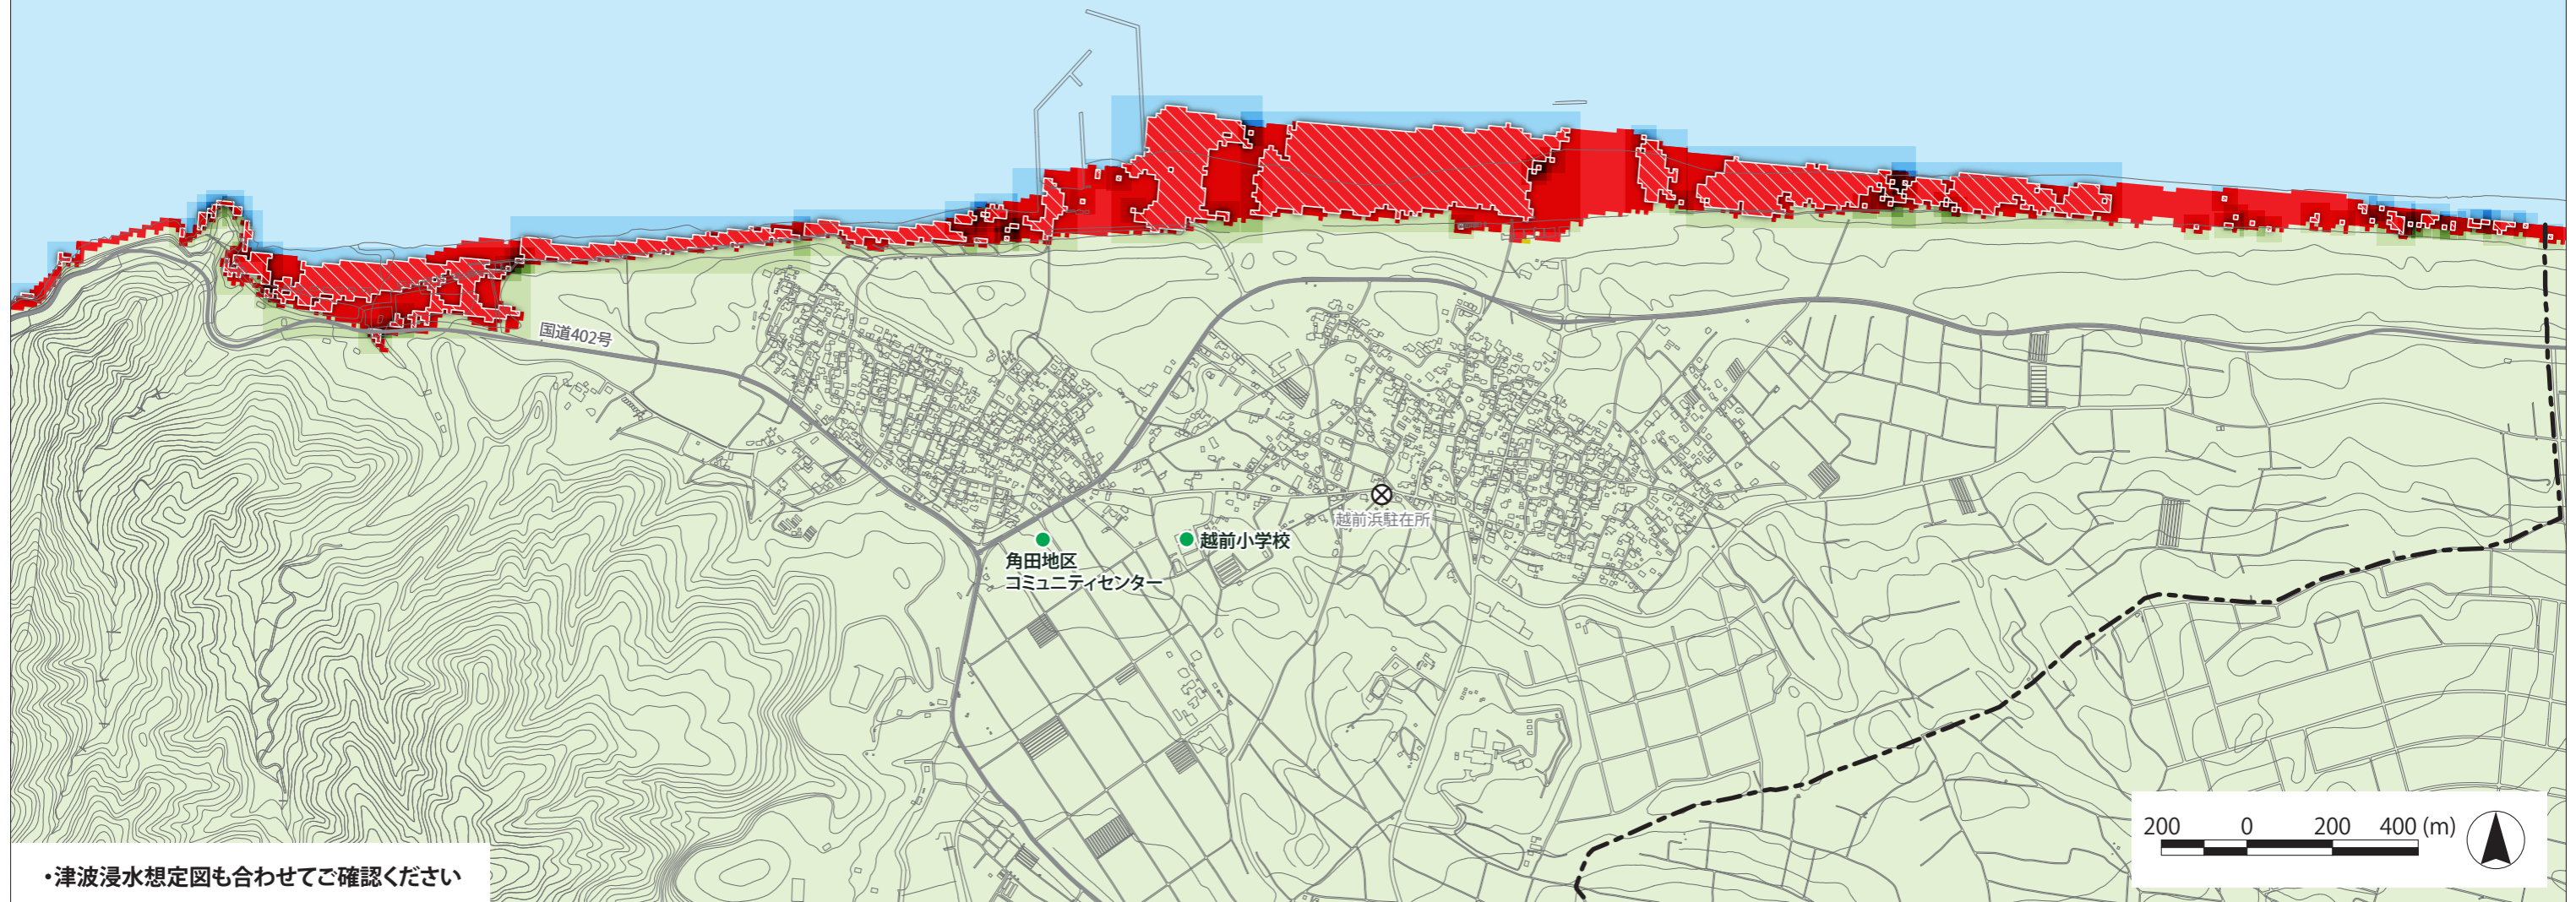 国道402号
越前浜駐在所
越前小学校
角田地区
コミュニティセンター
200 0 200 400 (m)
・津波浸水想定図も合わせてご確認ください